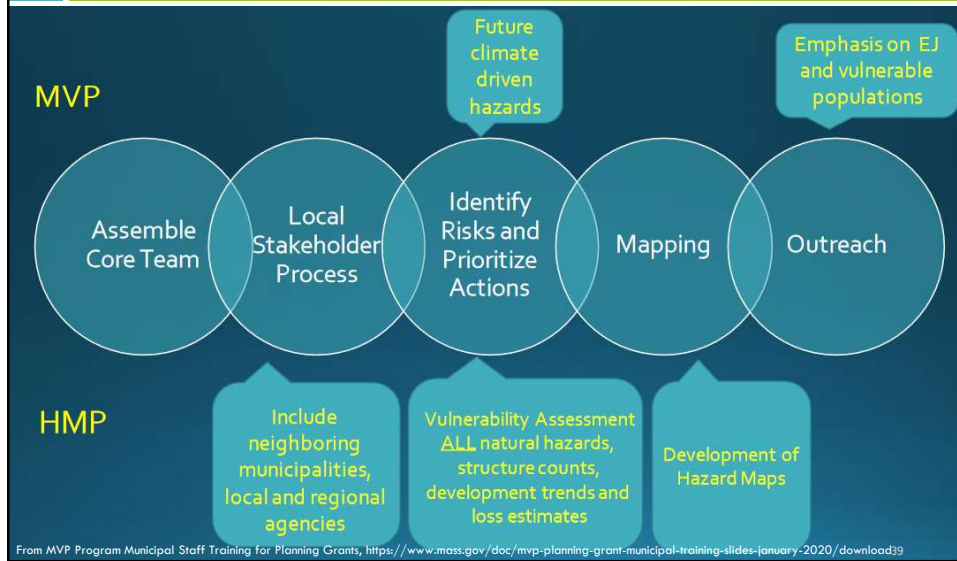 MVP
Future
climate
driven
hazards
Emphasis on EJ
and vulnerable
populations
Assemble
Core Team
Local
Stakeholder
Process
Identify
Risks and
Prioritize
Actions
Mapping
Outreach
HMP
Include
neighboring
municipalities,
local and regional
agencies
Vulnerability Assessment
ALL natural hazards,
structure counts,
development trends and
loss estimates
Development of
Hazard Maps
From MVP Program Municipal Staff Training for Planning Grants, https://www.mass.gov/doc/mvp-planning-grant-municipal-training-slides-january-2020/download
39